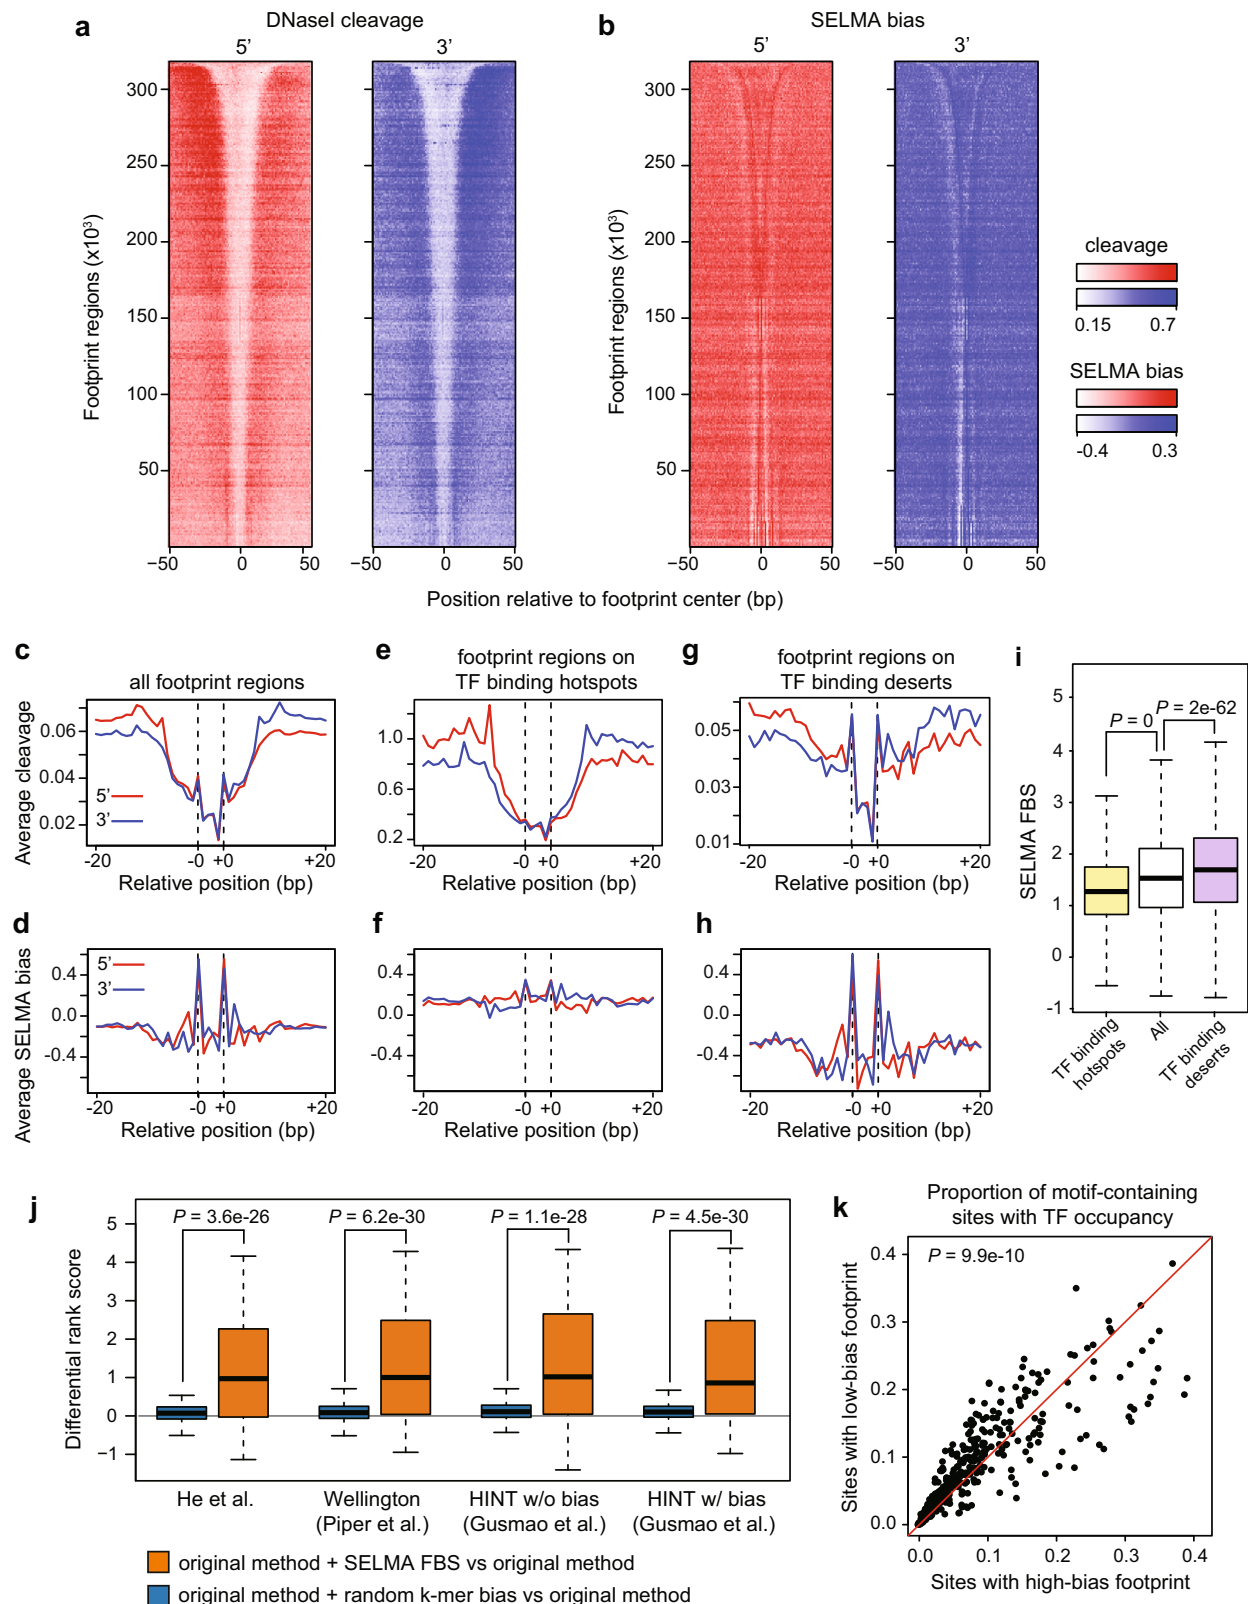 a
DNaseI cleavage
5’
3’
b
SELMA bias
5’
3’
Footprint regions (x10³)
300
250
200
150
100
50
−50
0
50
−50
0
50
Footprint regions (x10³)
300
250
200
150
100
50
−50
0
50
−50
0
50
cleavage
0.15
0.7
SELMA bias
-0.4
0.3
Position relative to footprint center (bp)
c
all footprint regions
Average cleavage
0.06
0.04
0.02
5’
3’
-20
-0
+0
+20
Relative position (bp)
e
footprint regions on
TF binding hotspots
1.0
0.6
0.2
-20
-0
+0
+20
Relative position (bp)
g
footprint regions on
TF binding deserts
0.05
0.03
0.01
-20
-0
+0
+20
Relative position (bp)
d
Average SELMA bias
0.4
0.0
-0.4
5’
3’
-20
-0
+0
+20
Relative position (bp)
f
0.4
0.0
-0.4
-20
-0
+0
+20
Relative position (bp)
h
0.4
0.0
-0.4
-20
-0
+0
+20
Relative position (bp)
i
SELMA FBS
5
4
3
2
1
0
-1
P = 0
P = 2e-62
TF binding
hotspots
All
TF binding
deserts
j
Differential rank score
5
4
3
2
1
0
−1
P = 3.6e-26
P = 6.2e-30
P = 1.1e-28
P = 4.5e-30
He et al.
Wellington
(Piper et al.)
HINT w/o bias
(Gusmao et al.)
HINT w/ bias
(Gusmao et al.)
original method + SELMA FBS vs original method
original method + random k-mer bias vs original method
k
Proportion of motif-containing
sites with TF occupancy
P = 9.9e-10
Sites with low-bias footprint
0.4
0.3
0.2
0.1
0.0
0.0
0.1
0.2
0.3
0.4
Sites with high-bias footprint